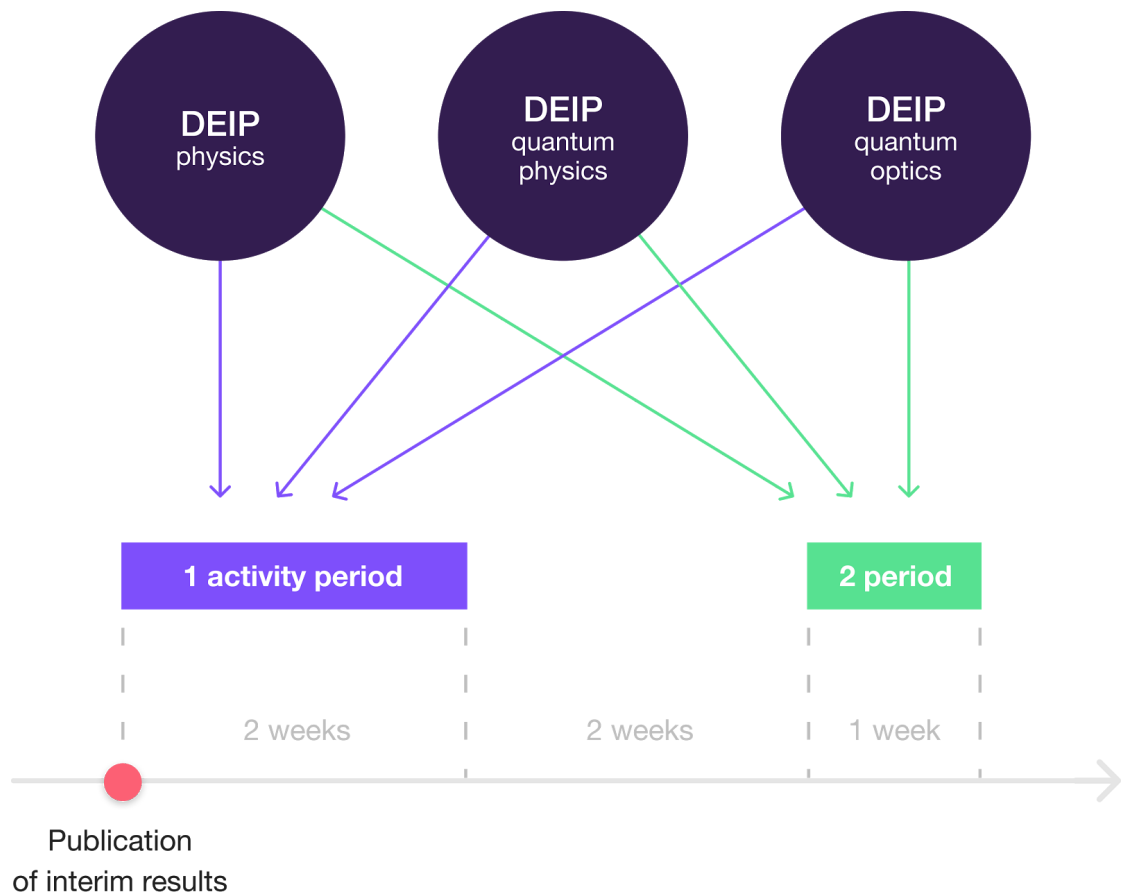 DEIP
physics
DEIP
quantum
physics
DEIP
quantum
optics
1 activity period
2 period
2 weeks
2 weeks
1 week
Publication
of interim results